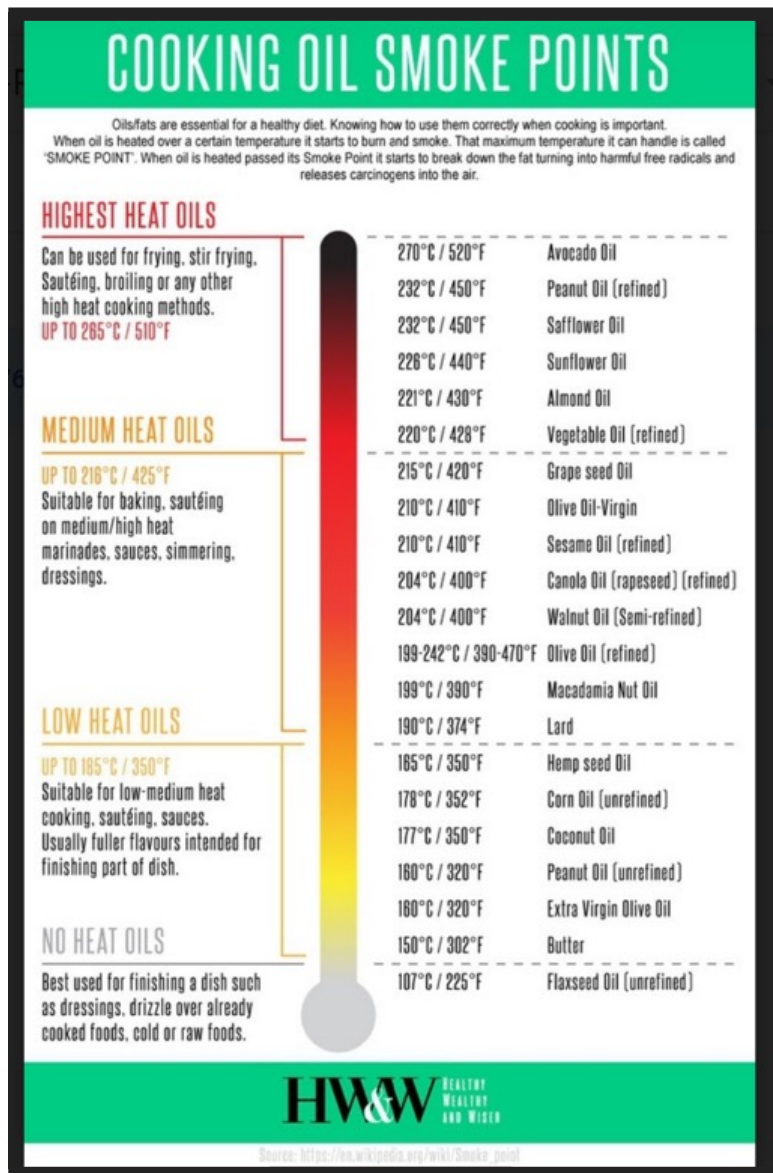 COOKING OIL SMOKE POINTS
Oils/fats are essential for a healthy diet. Knowing how to use them correctly when cooking is important.
When oil is heated over a certain temperature it starts to burn and smoke. That maximum temperature it can handle is called
'SMOKE POINT'. When oil is heated passed its Smoke Point it starts to break down the fat turning into harmful free radicals and
releases carcinogens into the air.
HIGHEST HEAT OILS
Can be used for frying, stir frying,
Sautéing, broiling or any other
high heat cooking methods.
UP TO 265°C / 510°F
270°C / 520°F Avocado Oil
232°C / 450°F Peanut Oil (refined)
232°C / 450°F Safflower Oil
226°C / 440°F Sunflower Oil
221°C / 430°F Almond Oil
220°C / 428°F Vegetable Oil (refined)
MEDIUM HEAT OILS
UP TO 216°C / 425°F
Suitable for baking, sautéing
on medium/high heat
marinades, sauces, simmering,
dressings.
215°C / 420°F Grape seed Oil
210°C / 410°F Olive Oil-Virgin
210°C / 410°F Sesame Oil (refined)
204°C / 400°F Canola Oil (rapeseed) (refined)
204°C / 400°F Walnut Oil (Semi-refined)
199-242°C / 390-470°F Olive Oil (refined)
199°C / 390°F Macadamia Nut Oil
190°C / 374°F Lard
LOW HEAT OILS
UP TO 185°C / 350°F
Suitable for low-medium heat
cooking, sautéing, sauces.
Usually fuller flavours intended for
finishing part of dish.
165°C / 350°F Hemp seed Oil
178°C / 352°F Corn Oil (unrefined)
177°C / 350°F Coconut Oil
160°C / 320°F Peanut Oil (unrefined)
160°C / 320°F Extra Virgin Olive Oil
150°C / 302°F Butter
NO HEAT OILS
Best used for finishing a dish such
as dressings, drizzle over already
cooked foods, cold or raw foods.
107°C / 225°F Flaxseed Oil (unrefined)
HW&W
HEALTHY
WEALTHY
AND WISER
Source: https://en.wikipedia.org/wiki/Smoke_point